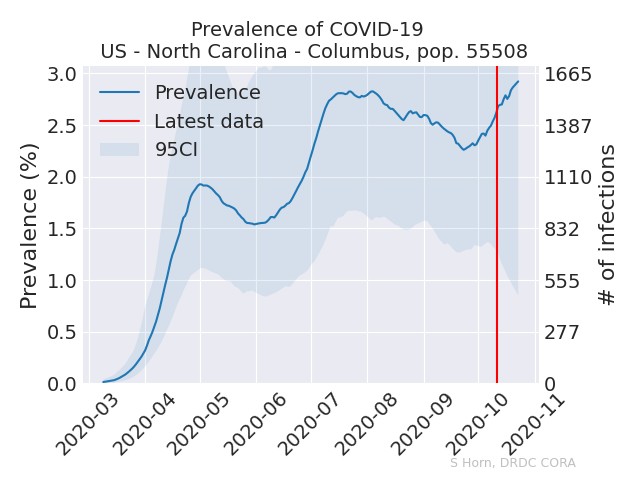 Prevalence of COVID-19
US - North Carolina - Columbus, pop. 55508
Prevalence
Latest data
95CI
Prevalence (%)
3.0
2.5
2.0
1.5
1.0
0.5
0.0
1665
1387
1110
832
555
277
0
# of infections
2020-03
2020-04
2020-05
2020-06
2020-07
2020-08
2020-09
2020-10
2020-11
S Horn, DRDC CORA